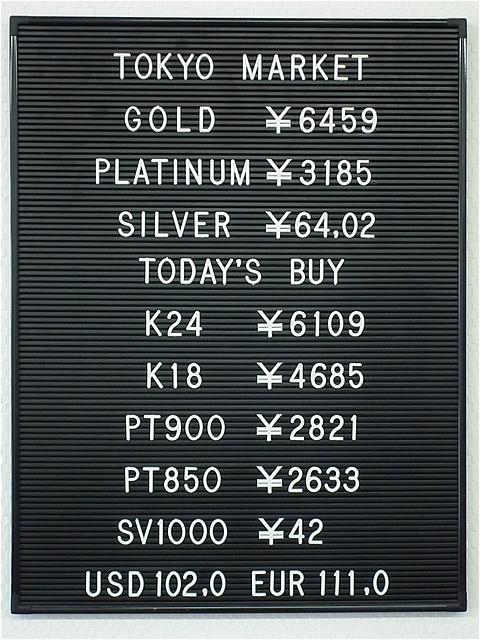 TOKYO MARKET
GOLD ¥6459
PLATINUM ¥3185
SILVER ¥64.02
TODAY'S BUY
K24 ¥6109
K18 ¥4685
PT900 ¥2821
PT850 ¥2633
SV1000 ¥42
USD 102.0 EUR 111.0